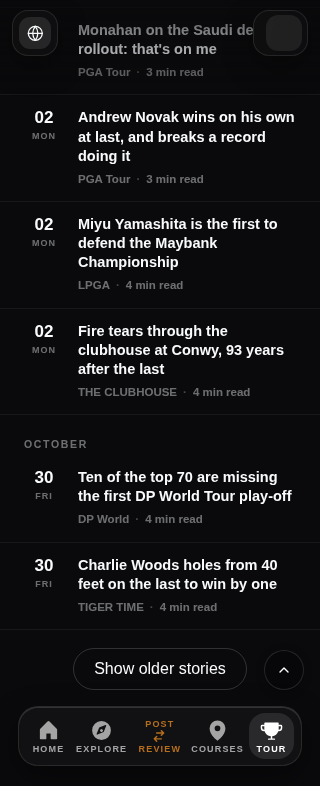 Monahan on the Saudi de
rollout: that's on me
PGA Tour · 3 min read
02
MON
Andrew Novak wins on his own
at last, and breaks a record
doing it
PGA Tour · 3 min read
02
MON
Miyu Yamashita is the first to
defend the Maybank
Championship
LPGA · 4 min read
02
MON
Fire tears through the
clubhouse at Conwy, 93 years
after the last
THE CLUBHOUSE · 4 min read
OCTOBER
30
FRI
Ten of the top 70 are missing
the first DP World Tour play-off
DP World · 4 min read
30
FRI
Charlie Woods holes from 40
feet on the last to win by one
TIGER TIME · 4 min read
Show older stories
HOME
EXPLORE
POST
REVIEW
COURSES
TOUR